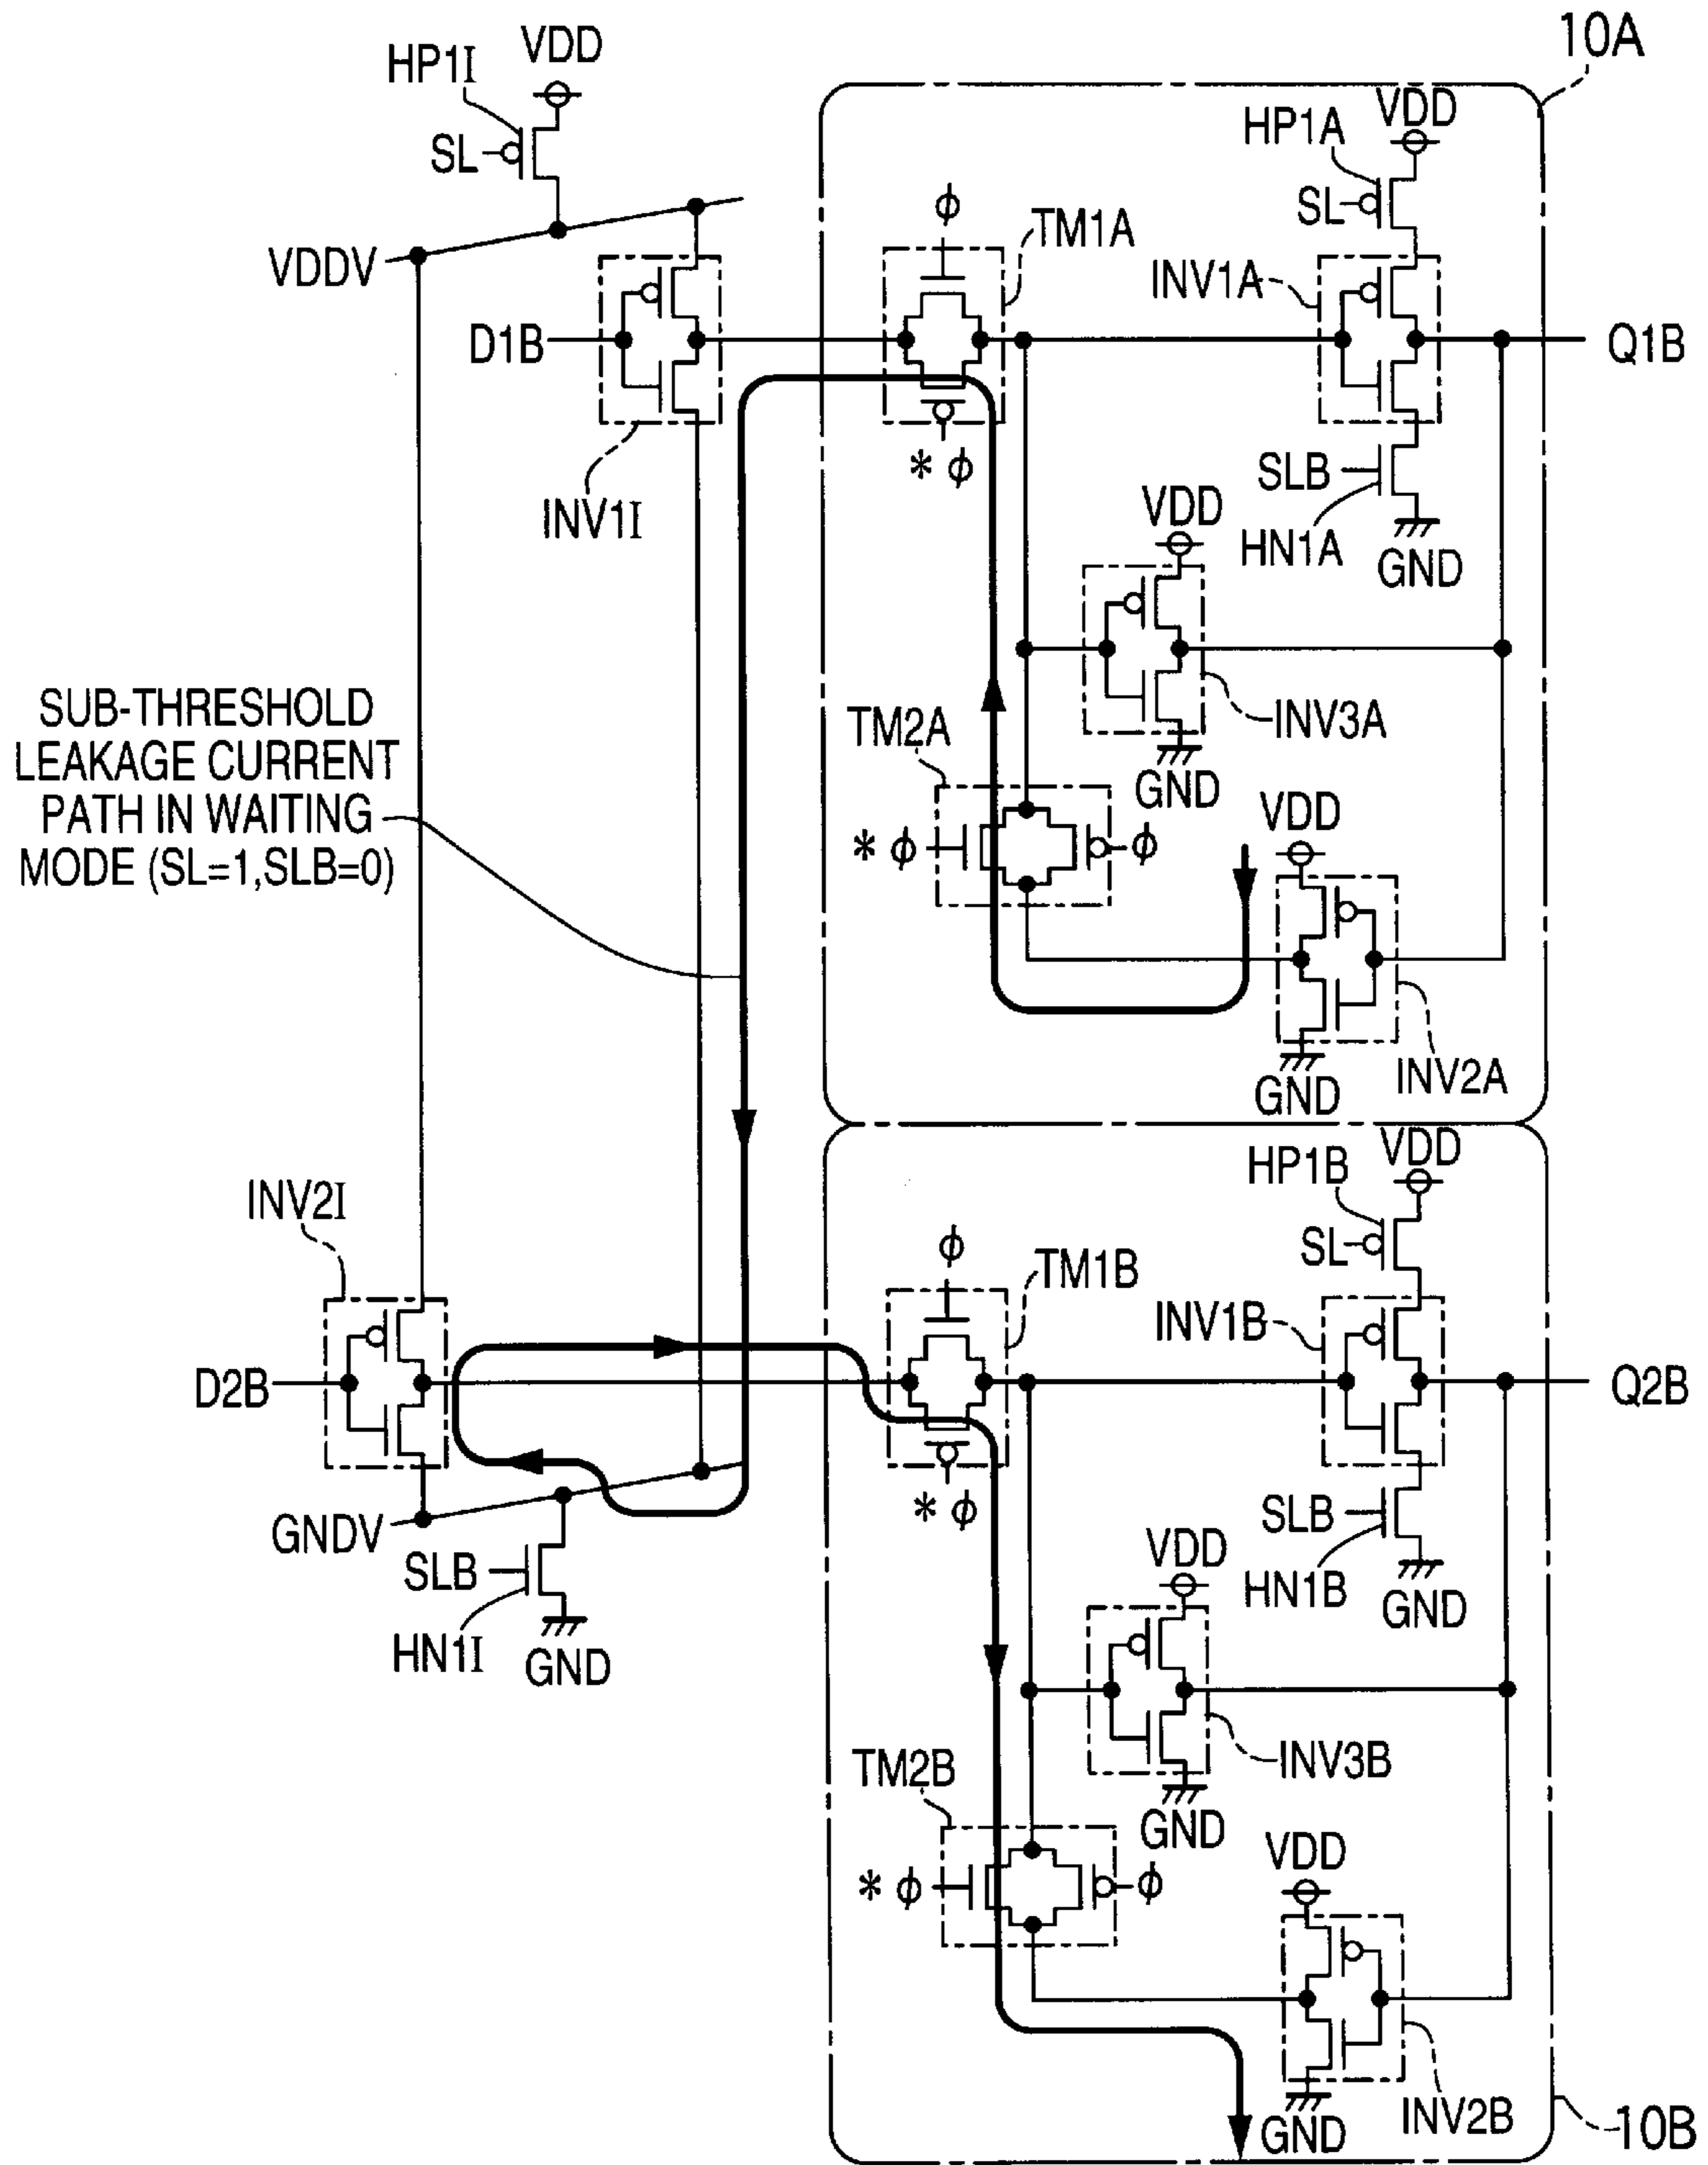 10A
HP1I
VDD
SL
VDDV
D1B
INV1I
ϕ
TM1A
* ϕ
HP1A
VDD
SL
INV1A
Q1B
SLB
HN1A
GND
VDD
INV3A
GND
SUB-THRESHOLD
LEAKAGE CURRENT
PATH IN WAITING
MODE (SL=1,SLB=0)
TM2A
* ϕ
ϕ
VDD
INV2A
GND
INV2I
D2B
GNDV
SLB
HN1I
GND
ϕ
TM1B
* ϕ
HP1B
VDD
SL
INV1B
Q2B
SLB
HN1B
GND
VDD
INV3B
GND
TM2B
* ϕ
ϕ
VDD
INV2B
GND
10B